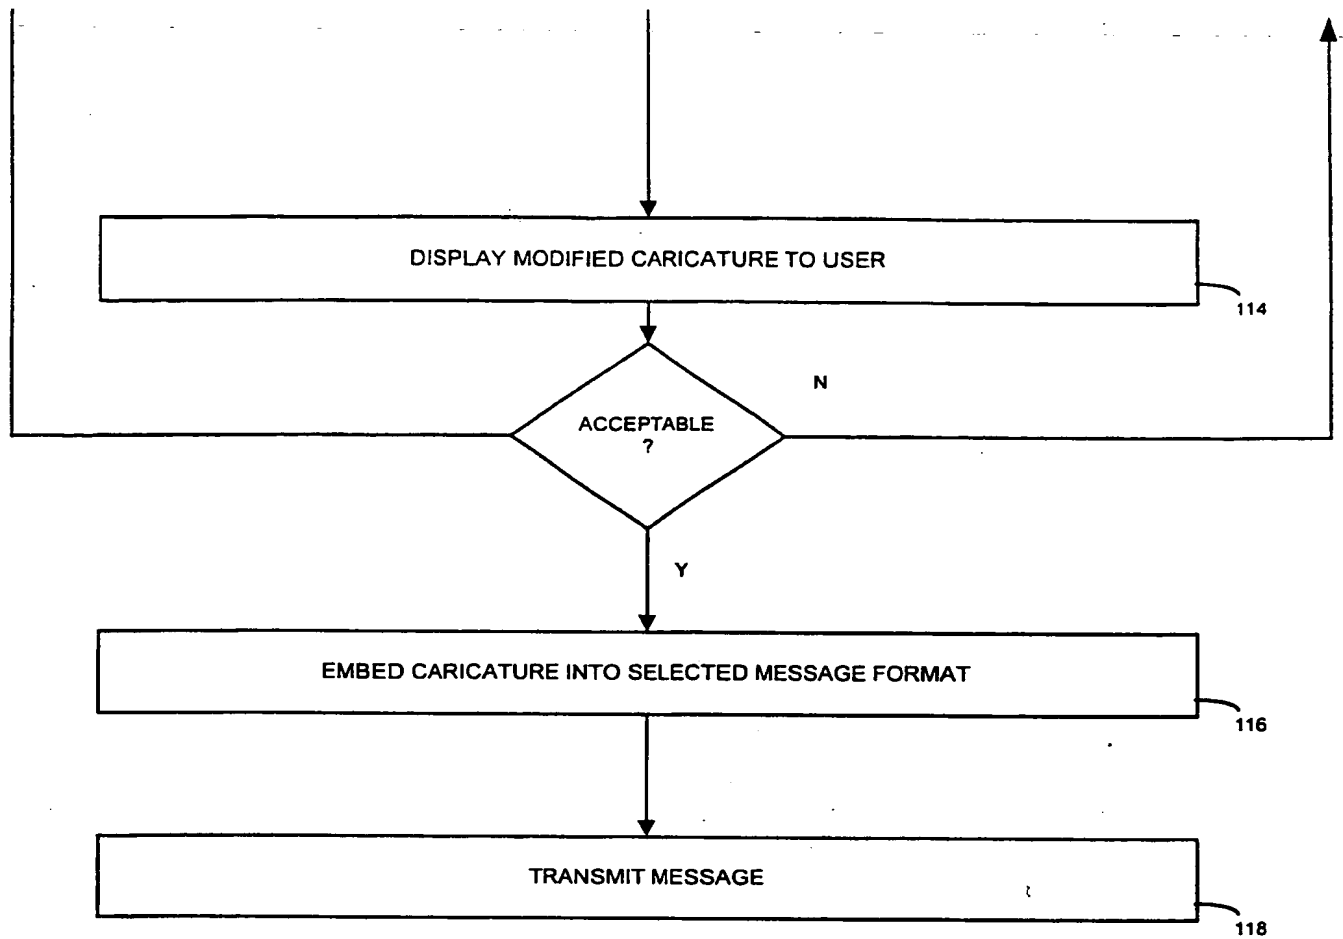 DISPLAY MODIFIED CARICATURE TO USER
114
N
ACCEPTABLE
?
Y
EMBED CARICATURE INTO SELECTED MESSAGE FORMAT
116
TRANSMIT MESSAGE
118